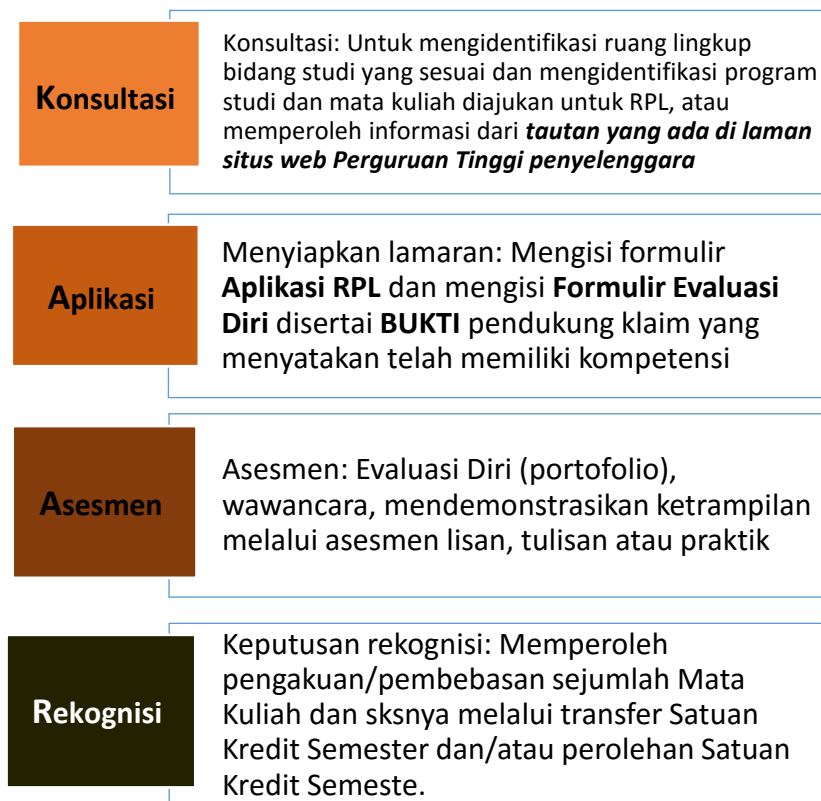 Konsultasi
Konsultasi: Untuk mengidentifikasi ruang lingkup
bidang studi yang sesuai dan mengidentifikasi program
studi dan mata kuliah diajukan untuk RPL, atau
memperoleh informasi dari tautan yang ada di laman
situs web Perguruan Tinggi penyelenggara
Aplikasi
Menyiapkan lamaran: Mengisi formulir
Aplikasi RPL dan mengisi Formulir Evaluasi
Diri disertai BUKTI pendukung klaim yang
menyatakan telah memiliki kompetensi
Asesmen
Asesmen: Evaluasi Diri (portofolio),
wawancara, mendemonstrasikan ketrampilan
melalui asesmen lisan, tulisan atau praktik
Rekognisi
Keputusan rekognisi: Memperoleh
pengakuan/pembebasan sejumlah Mata
Kuliah dan sksnya melalui transfer Satuan
Kredit Semester dan/atau perolehan Satuan
Kredit Semeste.